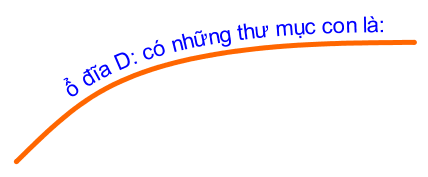 ổ đĩa D: có những thư mục con là: